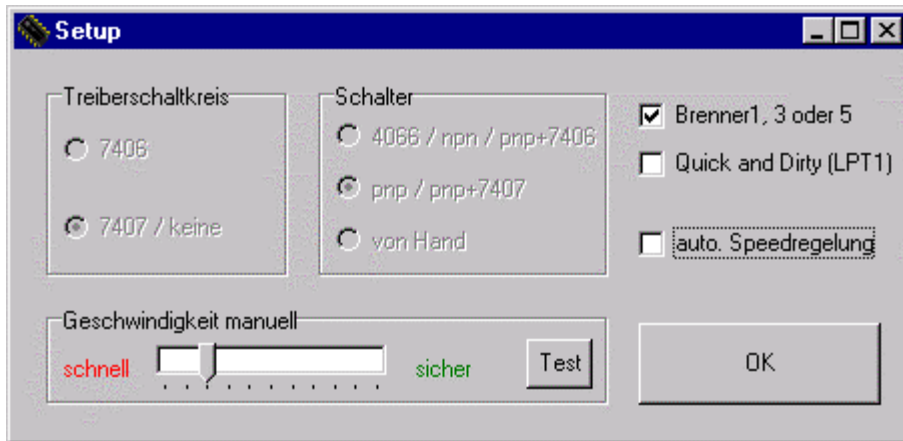 Setup
Treiberschaltkreis
7406
7407 / keine
Schalter
4066 / npn / pnp+7406
pnp / pnp+7407
von Hand
Brenner1, 3 oder 5
Quick and Dirty (LPT1)
auto. Speedregelung
Geschwindigkeit manuell
schnell
sicher
Test
OK